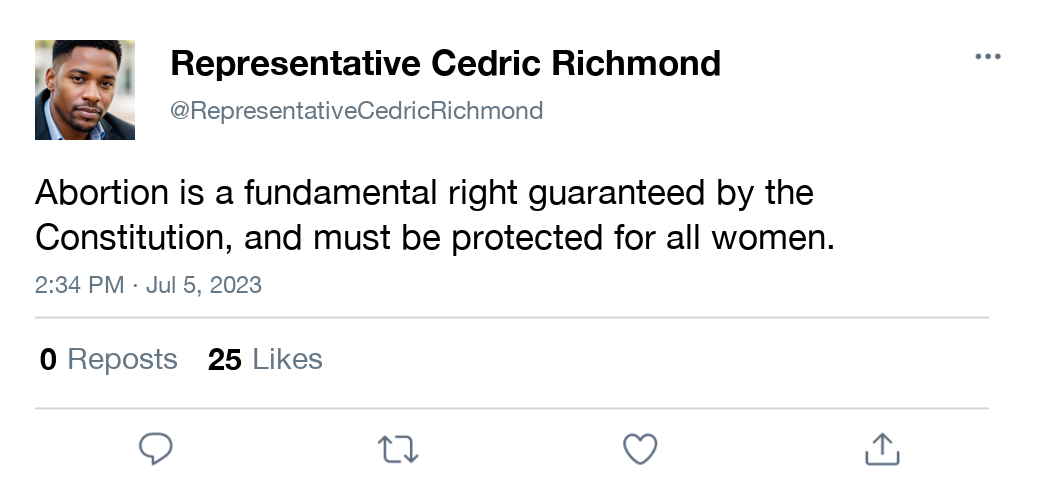 Representative Cedric Richmond
@RepresentativeCedricRichmond
Abortion is a fundamental right guaranteed by the
Constitution, and must be protected for all women.
2:34 PM · Jul 5, 2023
0 Reposts 25 Likes